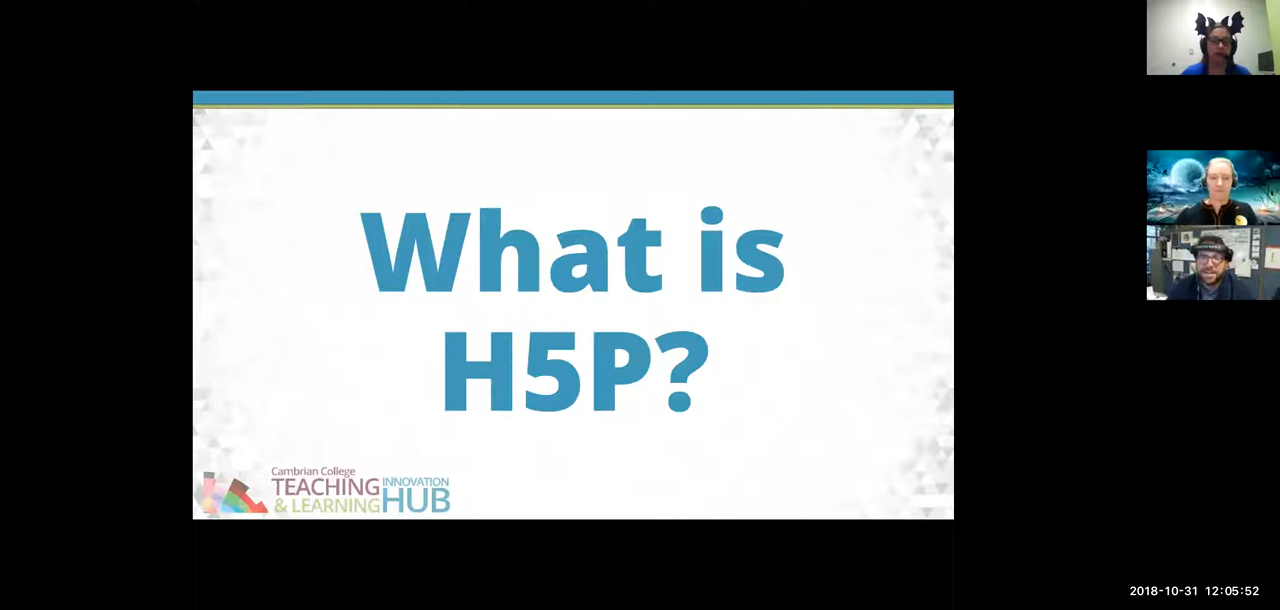 What is
H5P?
Cambrian College
TEACHING INNOVATION
& LEARNING HUB
2018-10-31 12:05:52